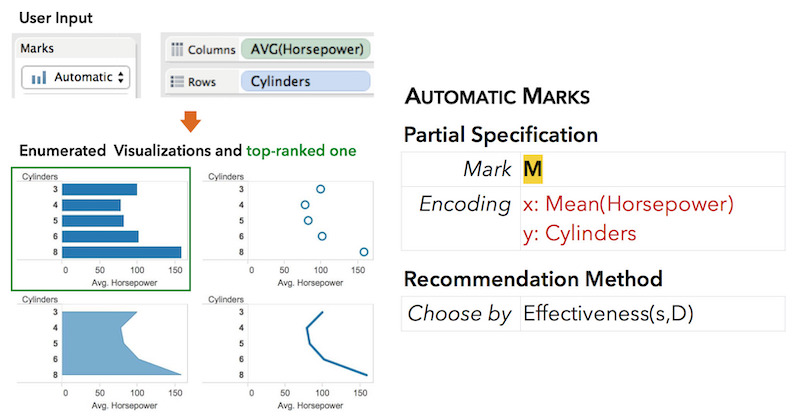 User Input
Marks
Automatic
Columns AVG(Horsepower)
Rows Cylinders
Enumerated Visualizations and top-ranked one
Cylinders
3
4
5
6
8
0 50 100 150
Avg. Horsepower
Cylinders
3
4
5
6
8
0 50 100 150
Avg. Horsepower
Cylinders
3
4
5
6
8
0 50 100 150
Avg. Horsepower
Cylinders
3
4
5
6
8
0 50 100 150
Avg. Horsepower
AUTOMATIC MARKS
Partial Specification
Mark M
Encoding x: Mean(Horsepower)
y: Cylinders
Recommendation Method
Choose by Effectiveness(s,D)